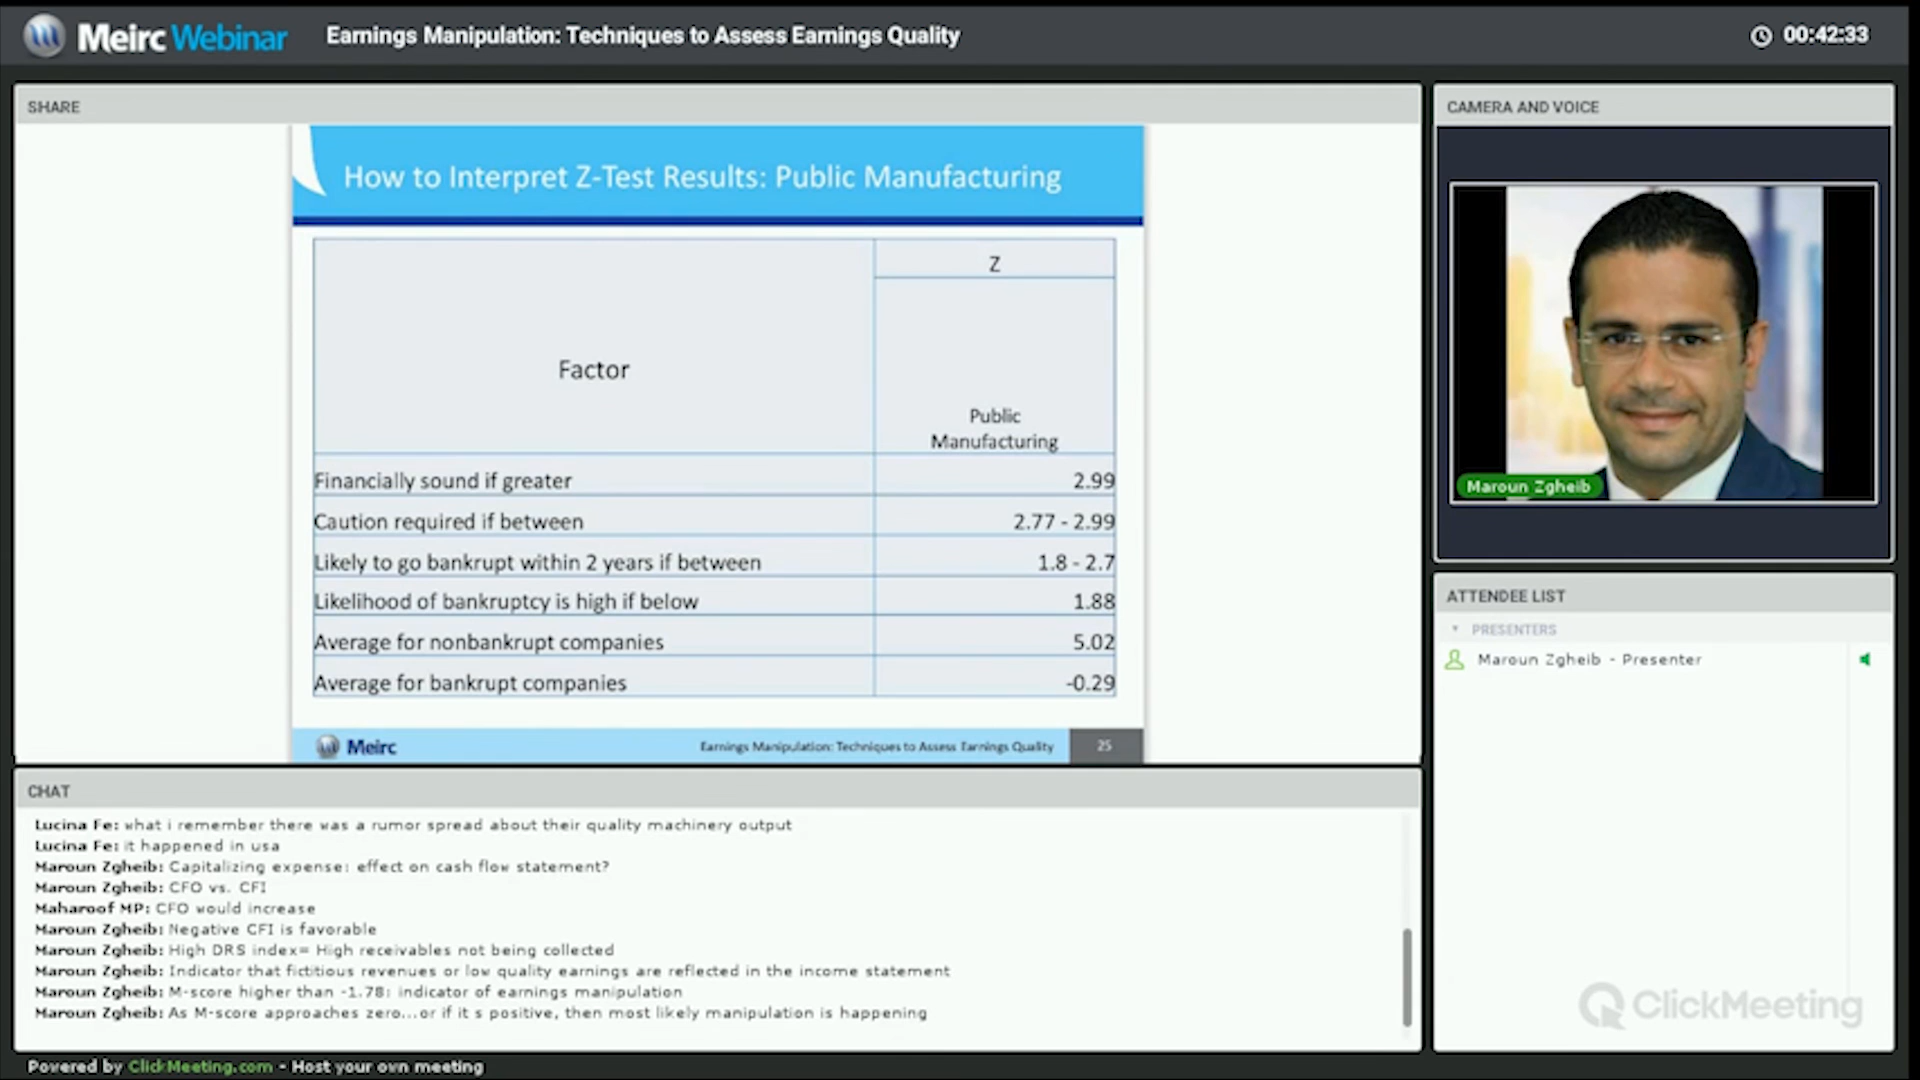 Meirc Webinar
Earnings Manipulation: Techniques to Assess Earnings Quality
00:42:33
SHARE
How to Interpret Z-Test Results: Public Manufacturing
Factor
Z
Public
Manufacturing
Financially sound if greater 2.99
Caution required if between 2.77 - 2.99
Likely to go bankrupt within 2 years if between 1.8 - 2.7
Likelihood of bankruptcy is high if below 1.88
Average for nonbankrupt companies 5.02
Average for bankrupt companies -0.29
Meirc
Earnings Manipulation: Techniques to Assess Earnings Quality
25
CHAT
Lucina Fe: what i remember there was a rumor spread about their quality machinery output
Lucina Fe: it happened in usa
Maroun Zgheib: Capitalizing expense: effect on cash flow statement?
Maroun Zgheib: CFO vs. CFI
Maharoof MP: CFO would increase
Maroun Zgheib: Negative CFI is favorable
Maroun Zgheib: High DRS index= High receivables not being collected
Maroun Zgheib: Indicator that fictitious revenues or low quality earnings are reflected in the income statement
Maroun Zgheib: M-score higher than -1.78: indicator of earnings manipulation
Maroun Zgheib: As M-score approaches zero...or if it s positive, then most likely manipulation is happening
CAMERA AND VOICE
Maroun Zgheib
ATTENDEE LIST
PRESENTERS
Maroun Zgheib - Presenter
ClickMeeting
Powered by ClickMeeting.com - Host your own meeting